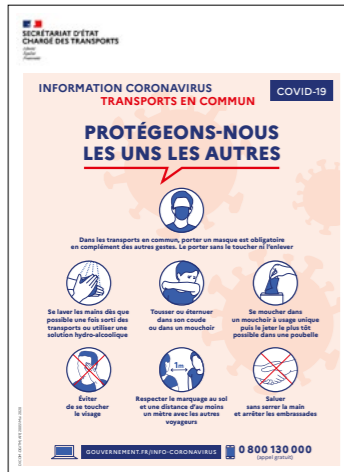 SECRÉTARIAT D'ÉTAT
CHARGÉ DES TRANSPORTS
Liberté
Égalité
Fraternité
INFORMATION CORONAVIRUS
TRANSPORTS EN COMMUN
COVID-19
PROTÉGEONS-NOUS
LES UNS LES AUTRES
Dans les transports en commun, porter un masque est obligatoire
en complément des autres gestes. Le porter sans le toucher ni l'enlever
Se laver les mains dès que
possible une fois sorti des
transports ou utiliser une
solution hydro-alcoolique
Tousser ou éternuer
dans son coude
ou dans un mouchoir
Se moucher dans
un mouchoir à usage unique
puis le jeter le plus tôt
possible dans une poubelle
1m
Éviter
de se toucher
le visage
Respecter le marquage au sol
et une distance d'au moins
un mètre avec les autres
voyageurs
Saluer
sans serrer la main
et arrêter les embrassades
GOUVERNEMENT.FR/INFO-CORONAVIRUS
0 800 130 000
(appel gratuit)